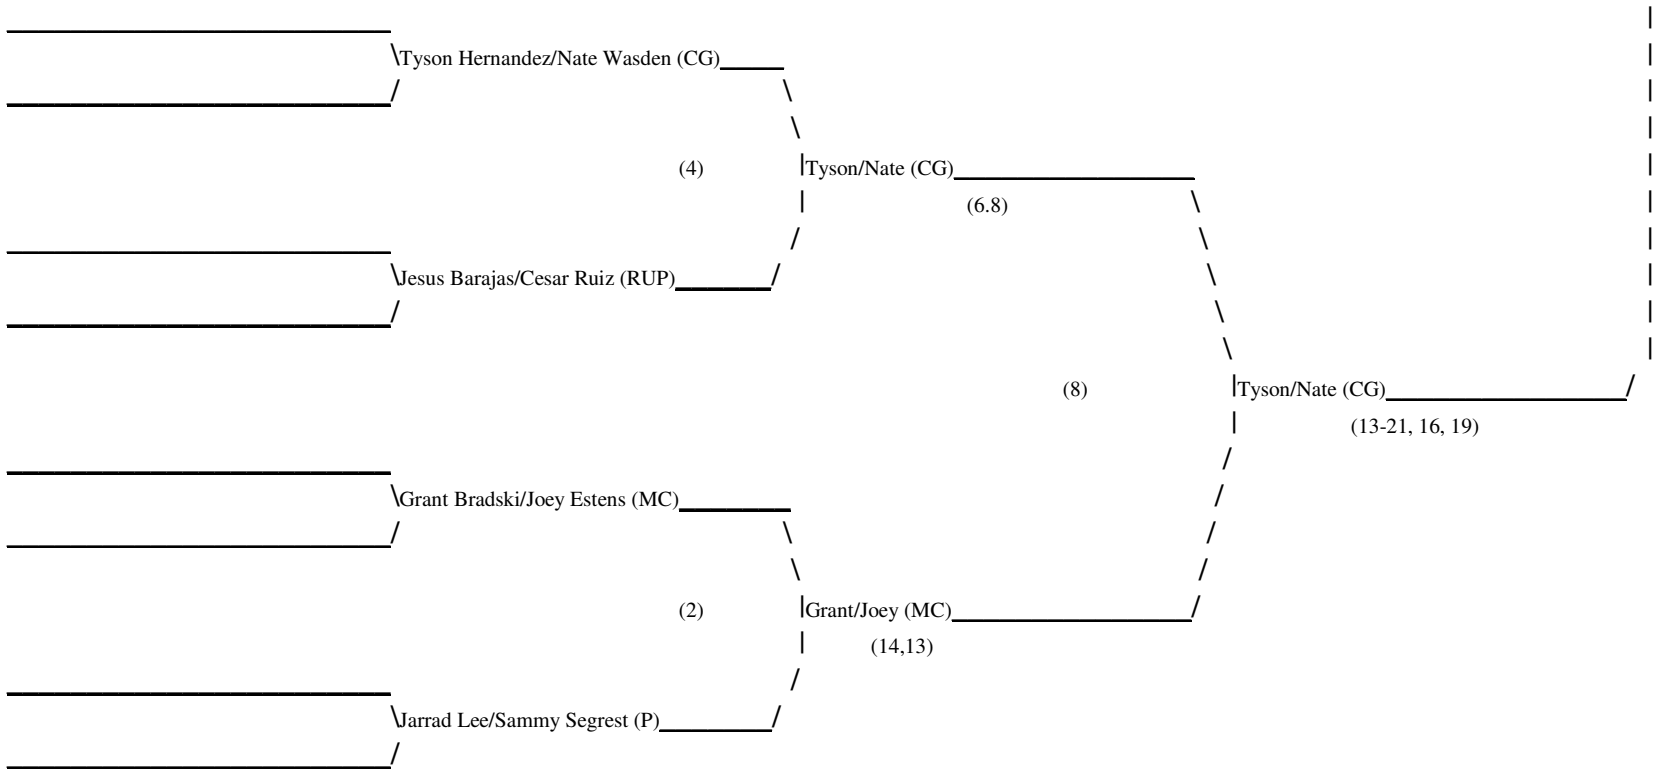 Tyson Hernandez/Nate Wasden (CG)
(4)
Tyson/Nate (CG)
(6.8)
Jesus Barajas/Cesar Ruiz (RUP)
(8)
Tyson/Nate (CG)
(13-21, 16, 19)
Grant Bradski/Joey Estens (MC)
(2)
Grant/Joey (MC)
(14,13)
Jarrad Lee/Sammy Segrest (P)